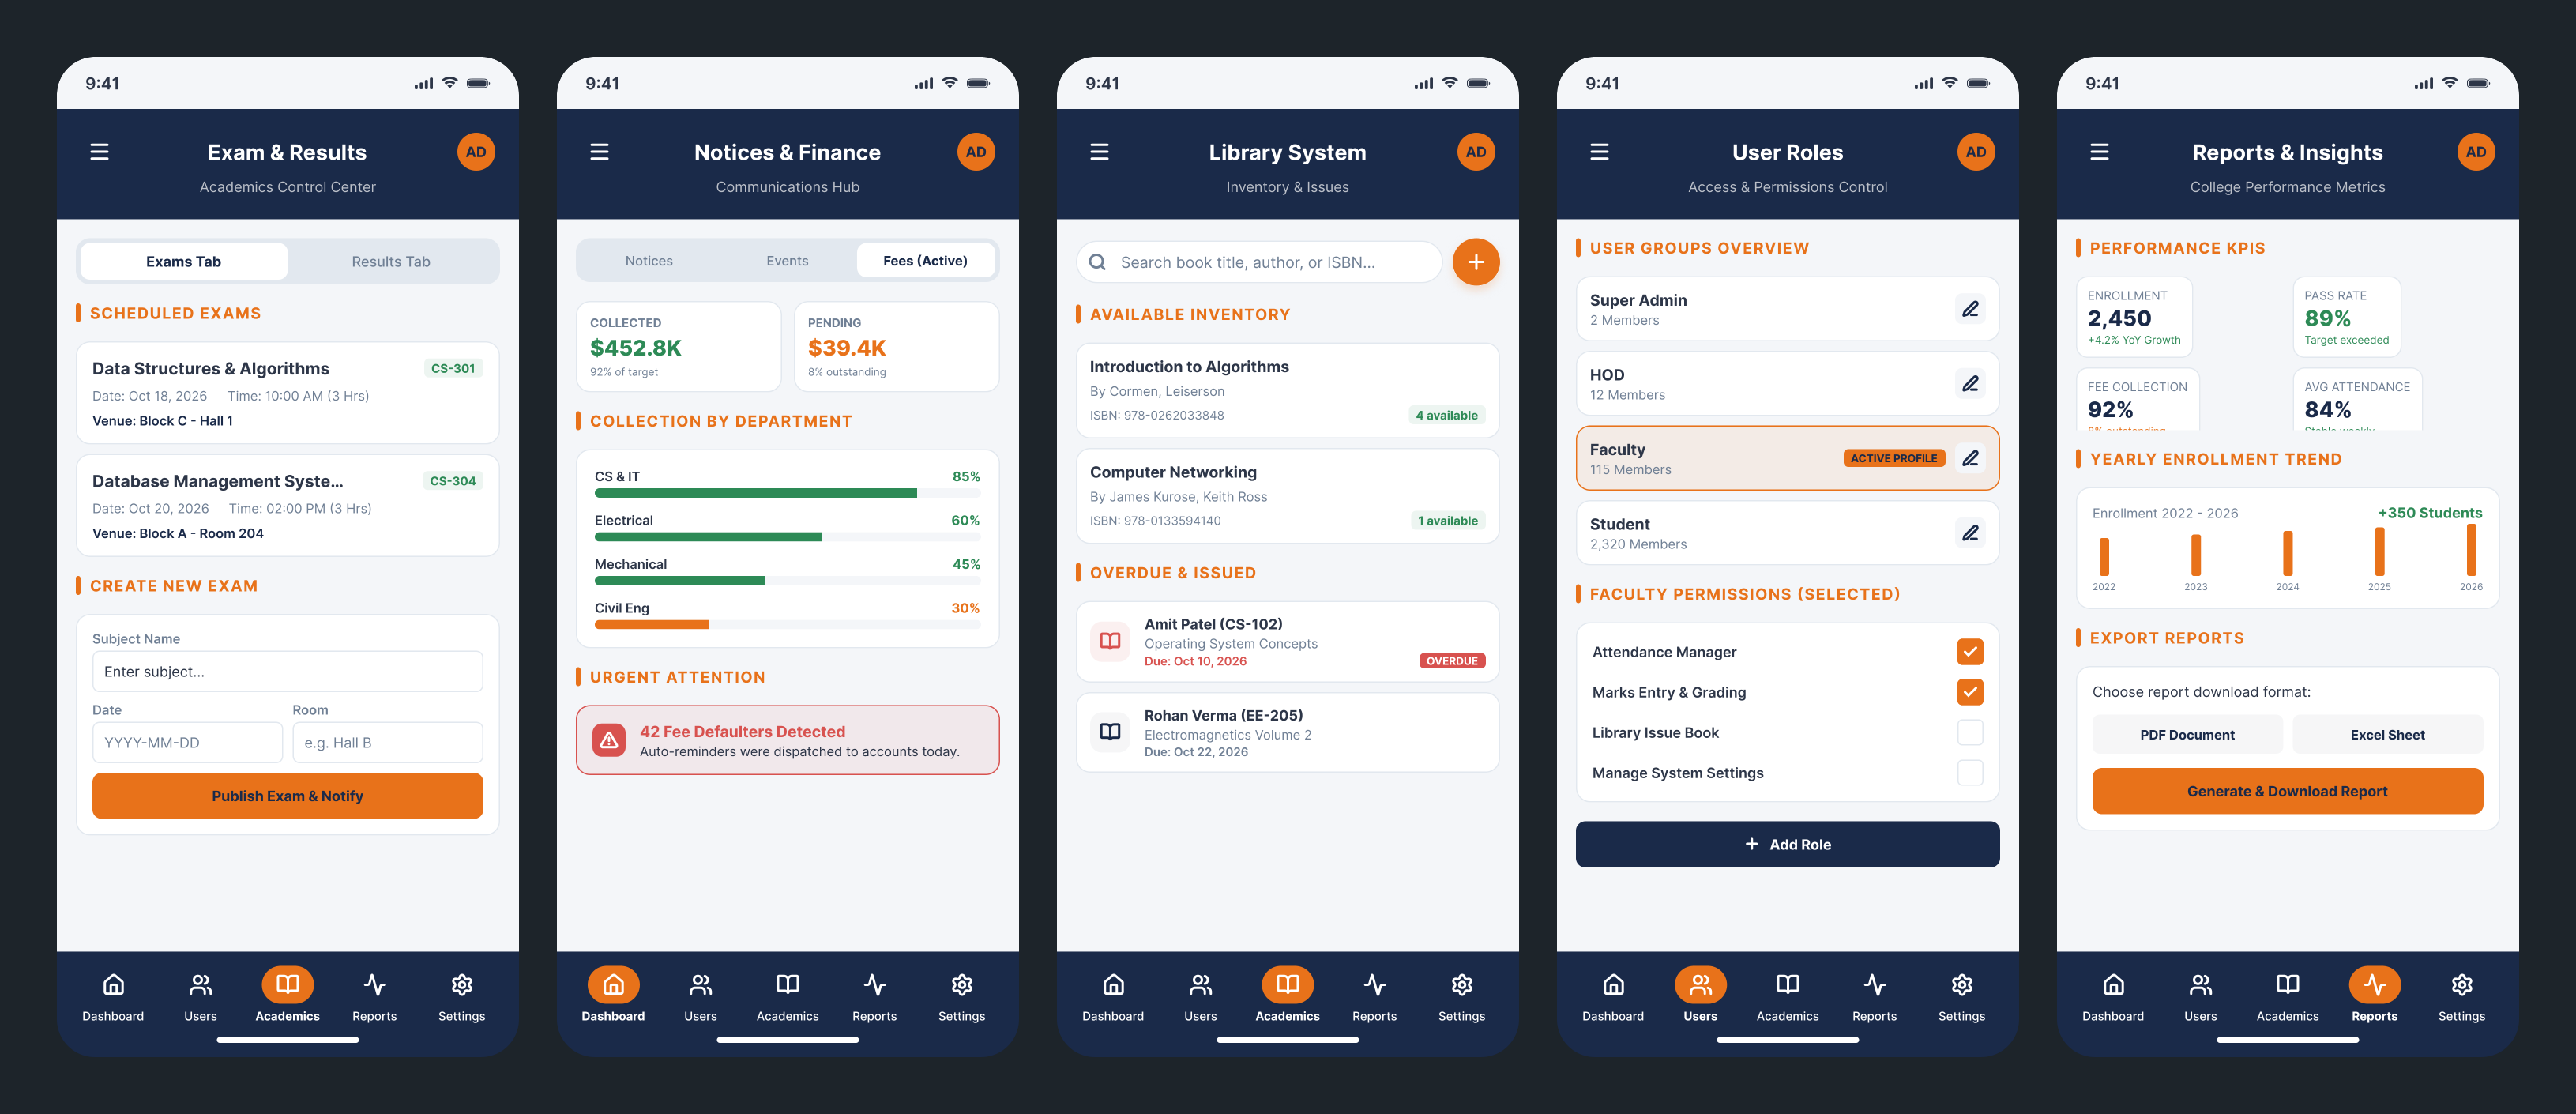 9:41
Exam & Results
AD
Academics Control Center
Exams Tab
Results Tab
SCHEDULED EXAMS
Data Structures & Algorithms
CS-301
Date: Oct 18, 2026
Time: 10:00 AM (3 Hrs)
Venue: Block C - Hall 1
Database Management Syste...
CS-304
Date: Oct 20, 2026
Time: 02:00 PM (3 Hrs)
Venue: Block A - Room 204
CREATE NEW EXAM
Subject Name
Enter subject...
Date
Room
YYYY-MM-DD
e.g. Hall B
Publish Exam & Notify
Dashboard
Users
Academics
Reports
Settings
9:41
Notices & Finance
AD
Communications Hub
Notices
Events
Fees (Active)
COLLECTED
$452.8K
92% of target
PENDING
$39.4K
8% outstanding
COLLECTION BY DEPARTMENT
CS & IT
85%
Electrical
60%
Mechanical
45%
Civil Eng
30%
URGENT ATTENTION
42 Fee Defaulters Detected
Auto-reminders were dispatched to accounts today.
Dashboard
Users
Academics
Reports
Settings
9:41
Library System
AD
Inventory & Issues
Search book title, author, or ISBN...
AVAILABLE INVENTORY
Introduction to Algorithms
By Cormen, Leiserson
ISBN: 978-0262033848
4 available
Computer Networking
By James Kurose, Keith Ross
ISBN: 978-0133594140
1 available
OVERDUE & ISSUED
Amit Patel (CS-102)
Operating System Concepts
Due: Oct 10, 2026
OVERDUE
Rohan Verma (EE-205)
Electromagnetics Volume 2
Due: Oct 22, 2026
Dashboard
Users
Academics
Reports
Settings
9:41
User Roles
AD
Access & Permissions Control
USER GROUPS OVERVIEW
Super Admin
2 Members
HOD
12 Members
Faculty
115 Members
ACTIVE PROFILE
Student
2,320 Members
FACULTY PERMISSIONS (SELECTED)
Attendance Manager
Marks Entry & Grading
Library Issue Book
Manage System Settings
Add Role
Dashboard
Users
Academics
Reports
Settings
9:41
Reports & Insights
AD
College Performance Metrics
PERFORMANCE KPIS
ENROLLMENT
2,450
+4.2% YoY Growth
PASS RATE
89%
Target exceeded
FEE COLLECTION
92%
8% outstanding
AVG ATTENDANCE
84%
Stable weekly
YEARLY ENROLLMENT TREND
Enrollment 2022 - 2026
+350 Students
2022
2023
2024
2025
2026
EXPORT REPORTS
Choose report download format:
PDF Document
Excel Sheet
Generate & Download Report
Dashboard
Users
Academics
Reports
Settings